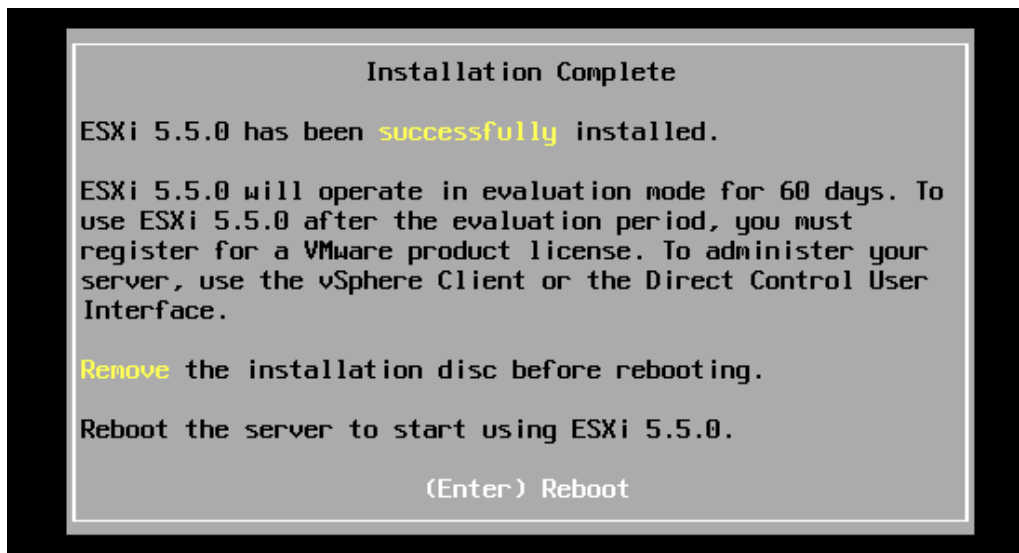 Installation Complete
ESXi 5.5.0 has been successfully installed.
ESXi 5.5.0 will operate in evaluation mode for 60 days. To
use ESXi 5.5.0 after the evaluation period, you must
register for a VMware product license. To administer your
server, use the vSphere Client or the Direct Control User
Interface.
Remove the installation disc before rebooting.
Reboot the server to start using ESXi 5.5.0.
(Enter) Reboot